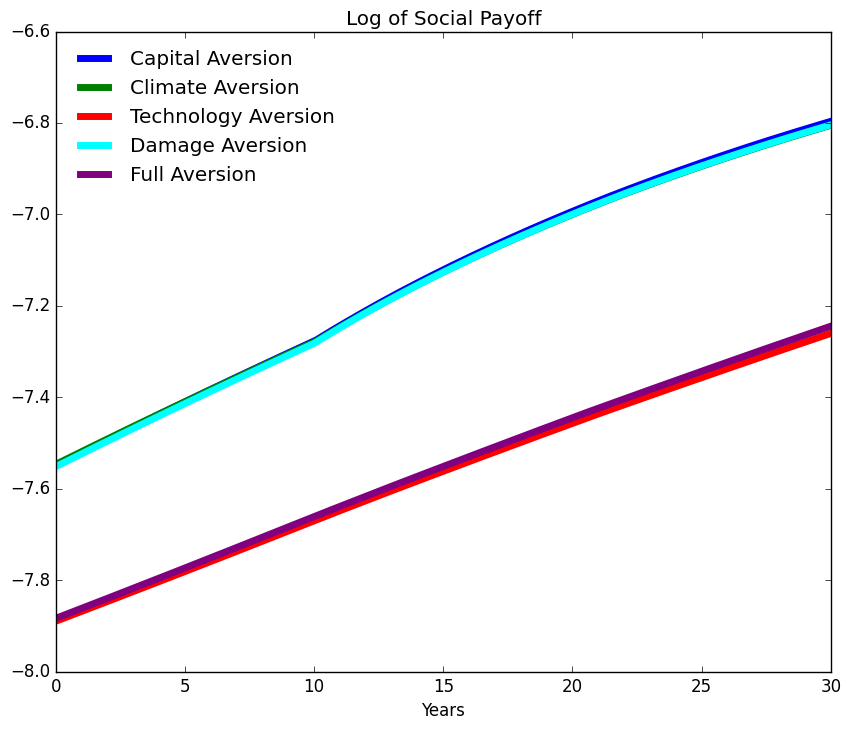 Log of Social Payoff
−6.6
−6.8
−7.0
−7.2
−7.4
−7.6
−7.8
−8.0
Capital Aversion
Climate Aversion
Technology Aversion
Damage Aversion
Full Aversion
0 5 10 15 20 25 30
Years